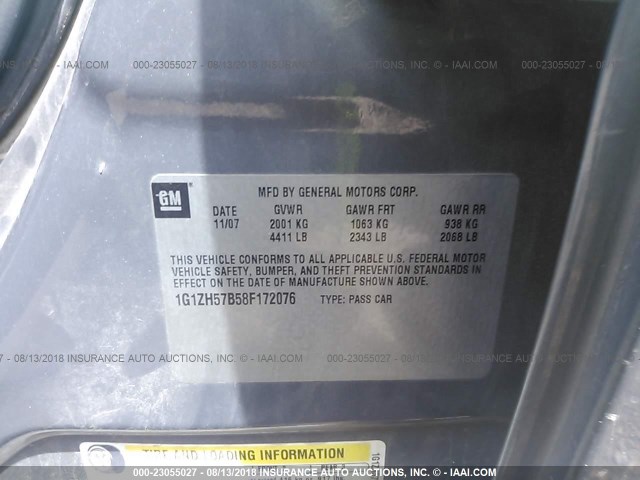 000-23055027 - 08/13/2018 INSURANCE AUTO AUCTIONS, INC. © - IAAI.COM
GM
MFD BY GENERAL MOTORS CORP.
DATE GVWR GAWR FRT GAWR RR
11/07 2001 KG 1063 KG 938 KG
4411 LB 2343 LB 2068 LB
THIS VEHICLE CONFORMS TO ALL APPLICABLE U.S. FEDERAL MOTOR
VEHICLE SAFETY, BUMPER, AND THEFT PREVENTION STANDARDS IN
EFFECT ON THE DATE OF MANUFACTURE SHOWN ABOVE.
1G1ZH57B58F172076 TYPE: PASS CAR
000-23055027 - 08/13/2018 INSURANCE AUTO AUCTIONS, INC. © - IAAI.COM
TIRE AND LOADING INFORMATION
000-23055027 - 08/13/2018 INSURANCE AUTO AUCTIONS, INC. © - IAAI.COM